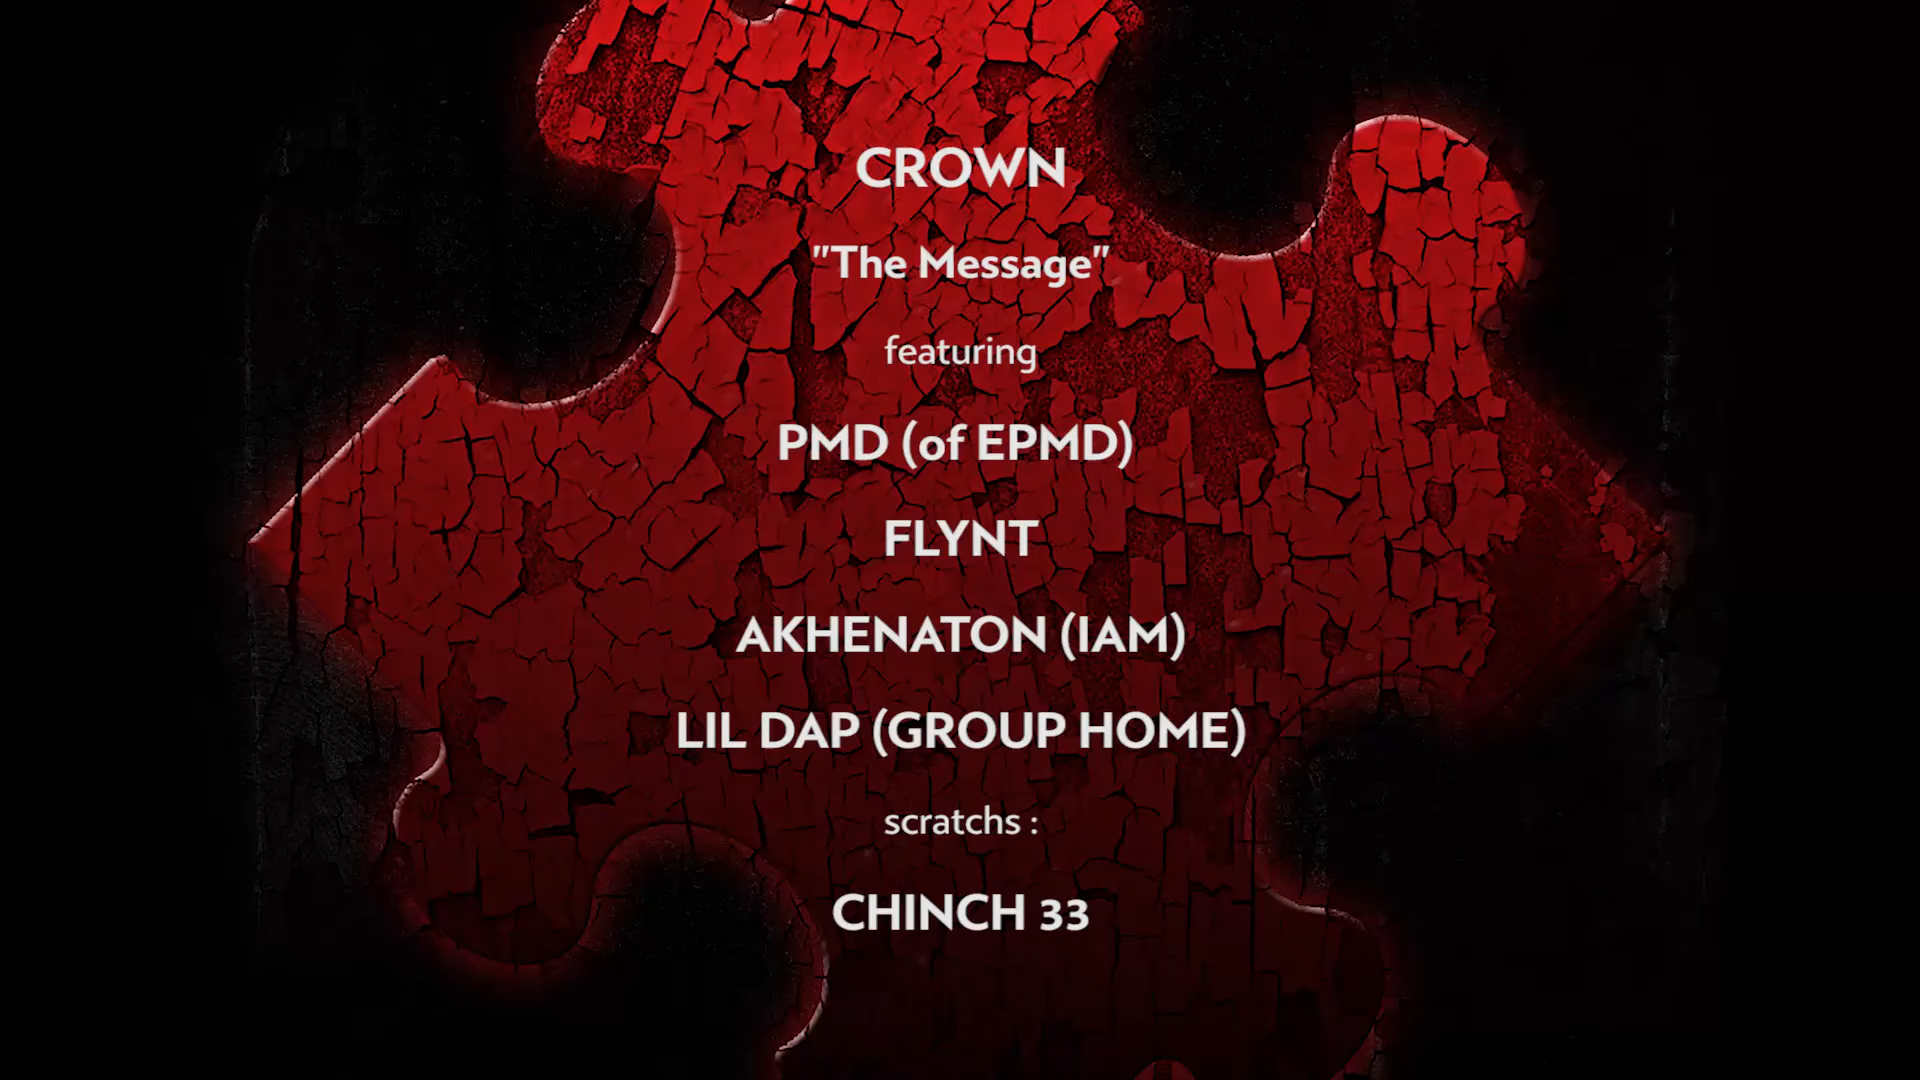 CROWN
"The Message"
featuring
PMD (of EPMD)
FLYNT
AKHENATON (IAM)
LIL DAP (GROUP HOME)
scratchs :
CHINCH 33